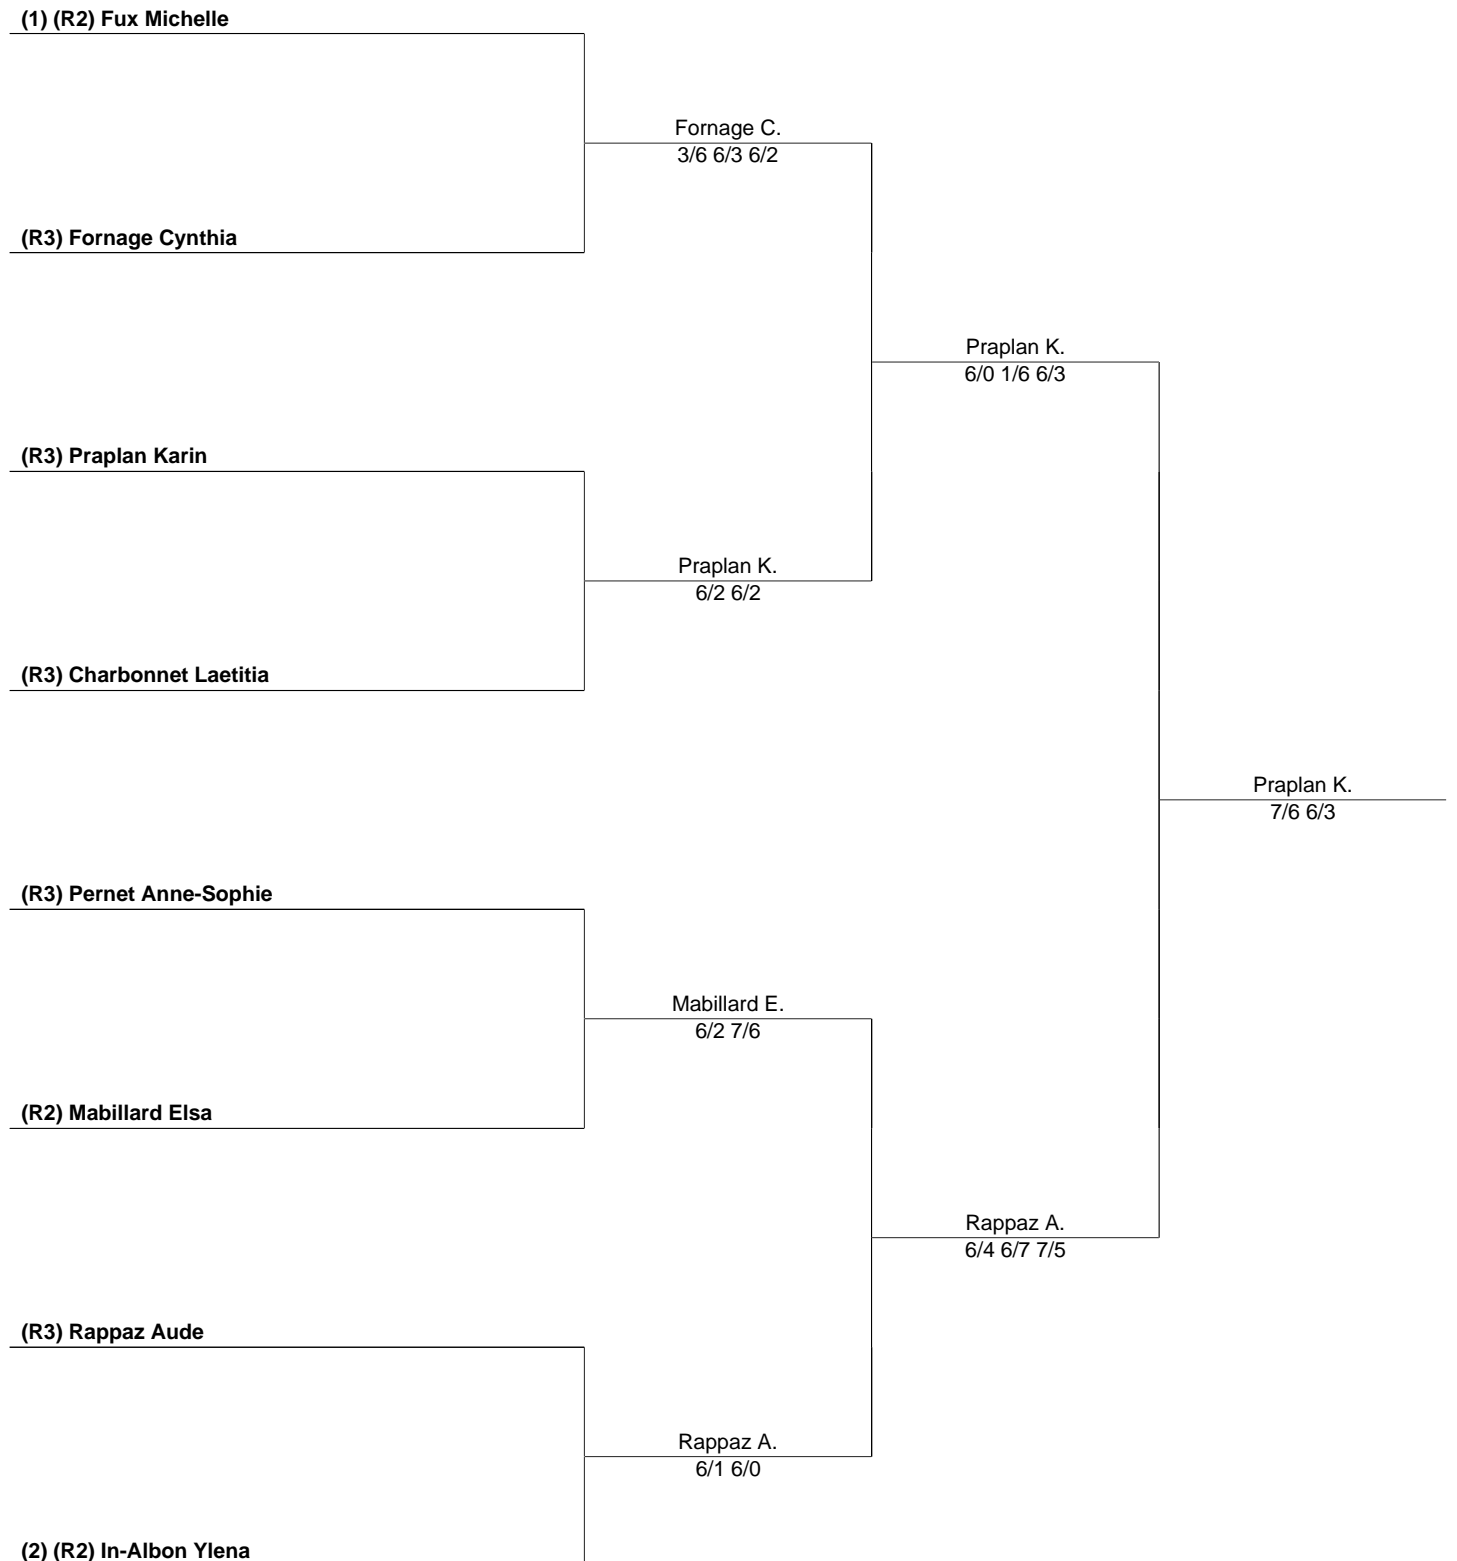 (1) (R2) Fux Michelle
Fornage C.
3/6 6/3 6/2
(R3) Fornage Cynthia
Praplan K.
6/0 1/6 6/3
(R3) Praplan Karin
Praplan K.
6/2 6/2
(R3) Charbonnet Laetitia
Praplan K.
7/6 6/3
(R3) Pernet Anne-Sophie
Mabillard E.
6/2 7/6
(R2) Mabillard Elsa
Rappaz A.
6/4 6/7 7/5
(R3) Rappaz Aude
Rappaz A.
6/1 6/0
(2) (R2) In-Albon Ylena